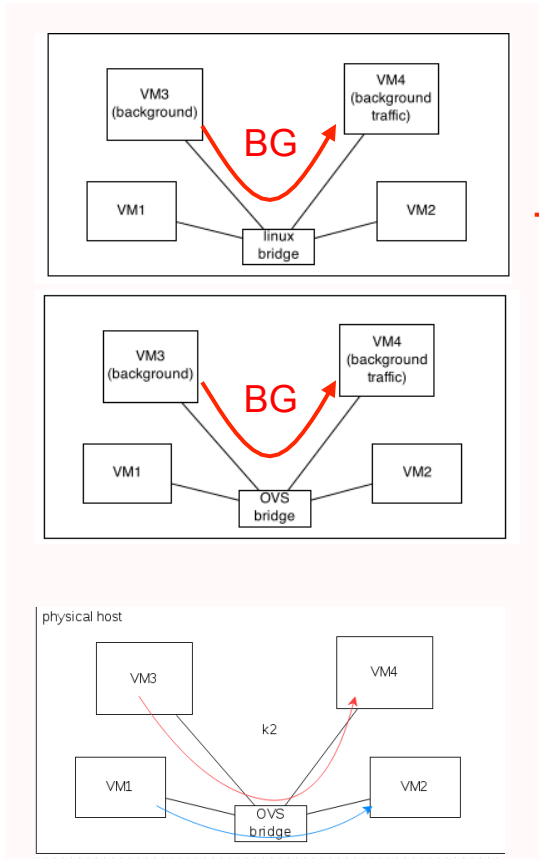 VM3
(background)
VM4
(background
traffic)
BG
VM1
VM2
linux
bridge
VM3
(background)
VM4
(background
traffic)
BG
VM1
VM2
OVS
bridge
physical host
VM3
VM4
k2
VM1
VM2
OVS
bridge